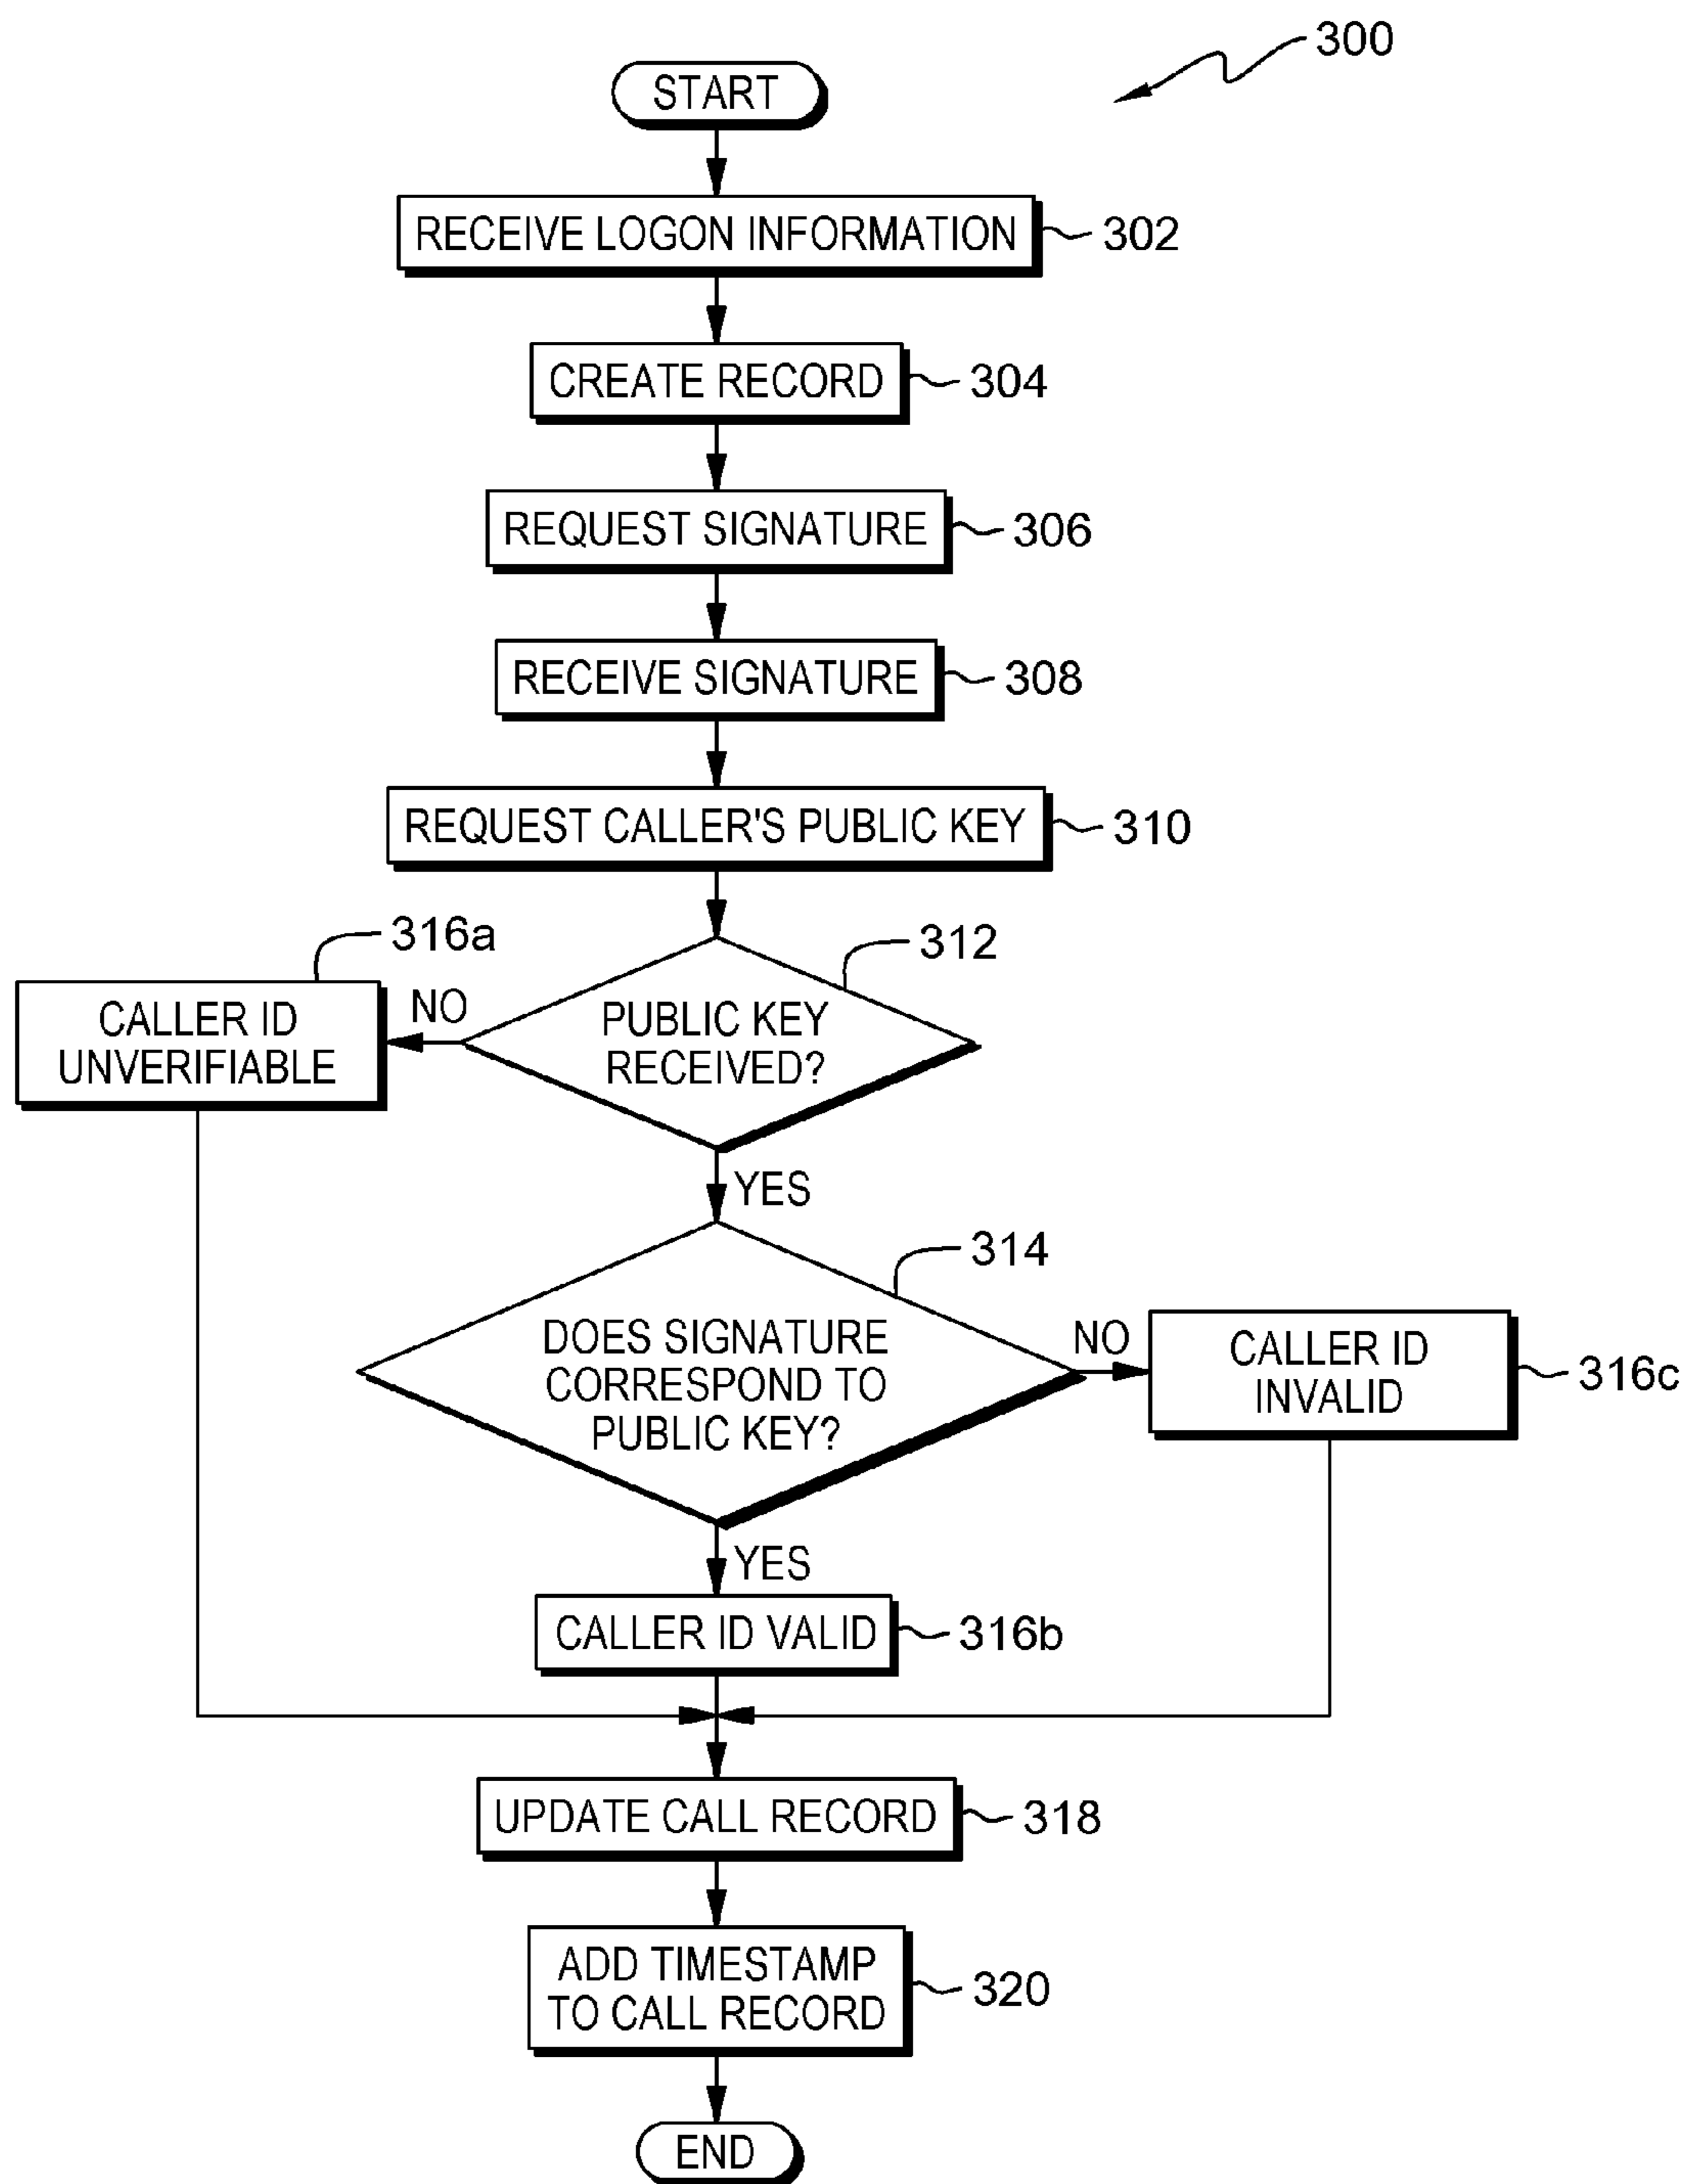 300
START
RECEIVE LOGON INFORMATION
302
CREATE RECORD
304
REQUEST SIGNATURE
306
RECEIVE SIGNATURE
308
REQUEST CALLER'S PUBLIC KEY
310
316a
312
CALLER ID
UNVERIFIABLE
NO
PUBLIC KEY
RECEIVED?
YES
314
DOES SIGNATURE
CORRESPOND TO
PUBLIC KEY?
NO
CALLER ID
INVALID
316c
YES
CALLER ID VALID
316b
UPDATE CALL RECORD
318
ADD TIMESTAMP
TO CALL RECORD
320
END